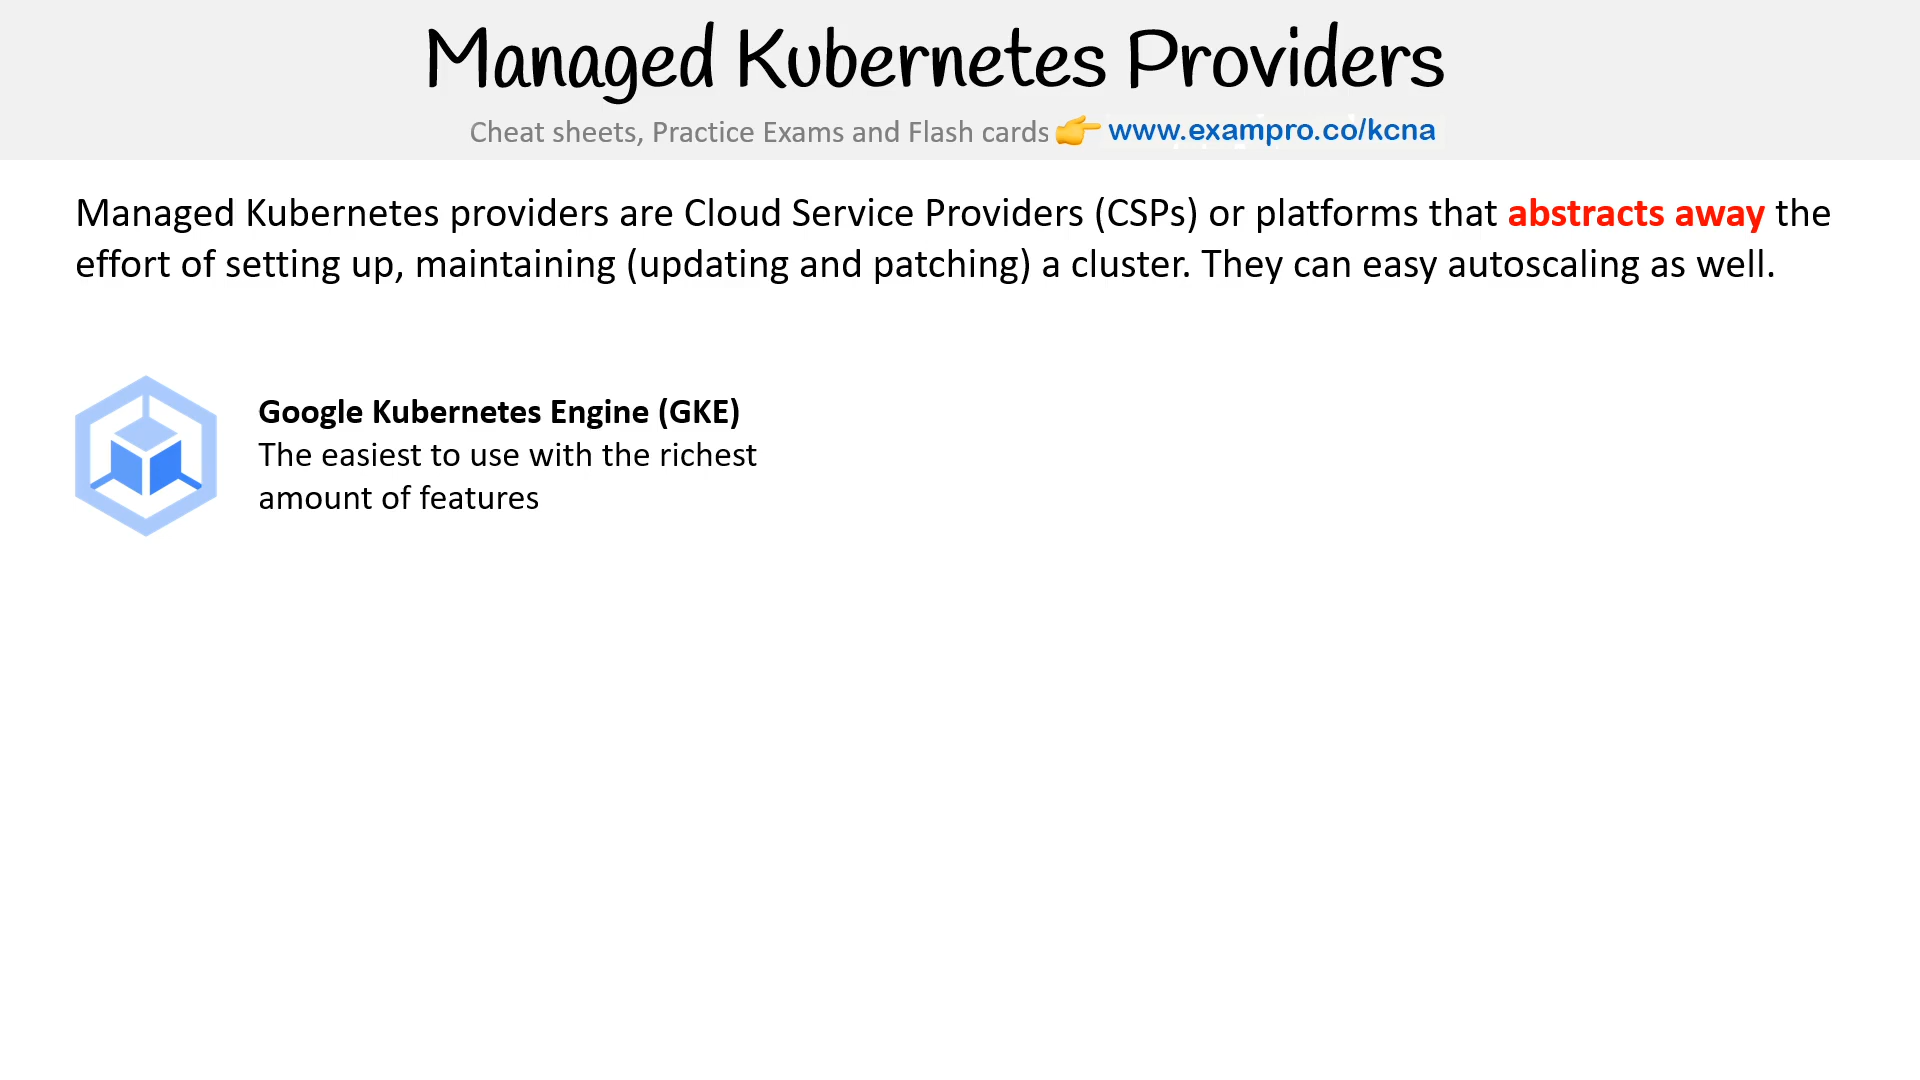 Managed Kubernetes Providers
Cheat sheets, Practice Exams and Flash cards 👉 www.exampro.co/kcna
Managed Kubernetes providers are Cloud Service Providers (CSPs) or platforms that abstracts away the
effort of setting up, maintaining (updating and patching) a cluster. They can easy autoscaling as well.
Google Kubernetes Engine (GKE)
The easiest to use with the richest
amount of features